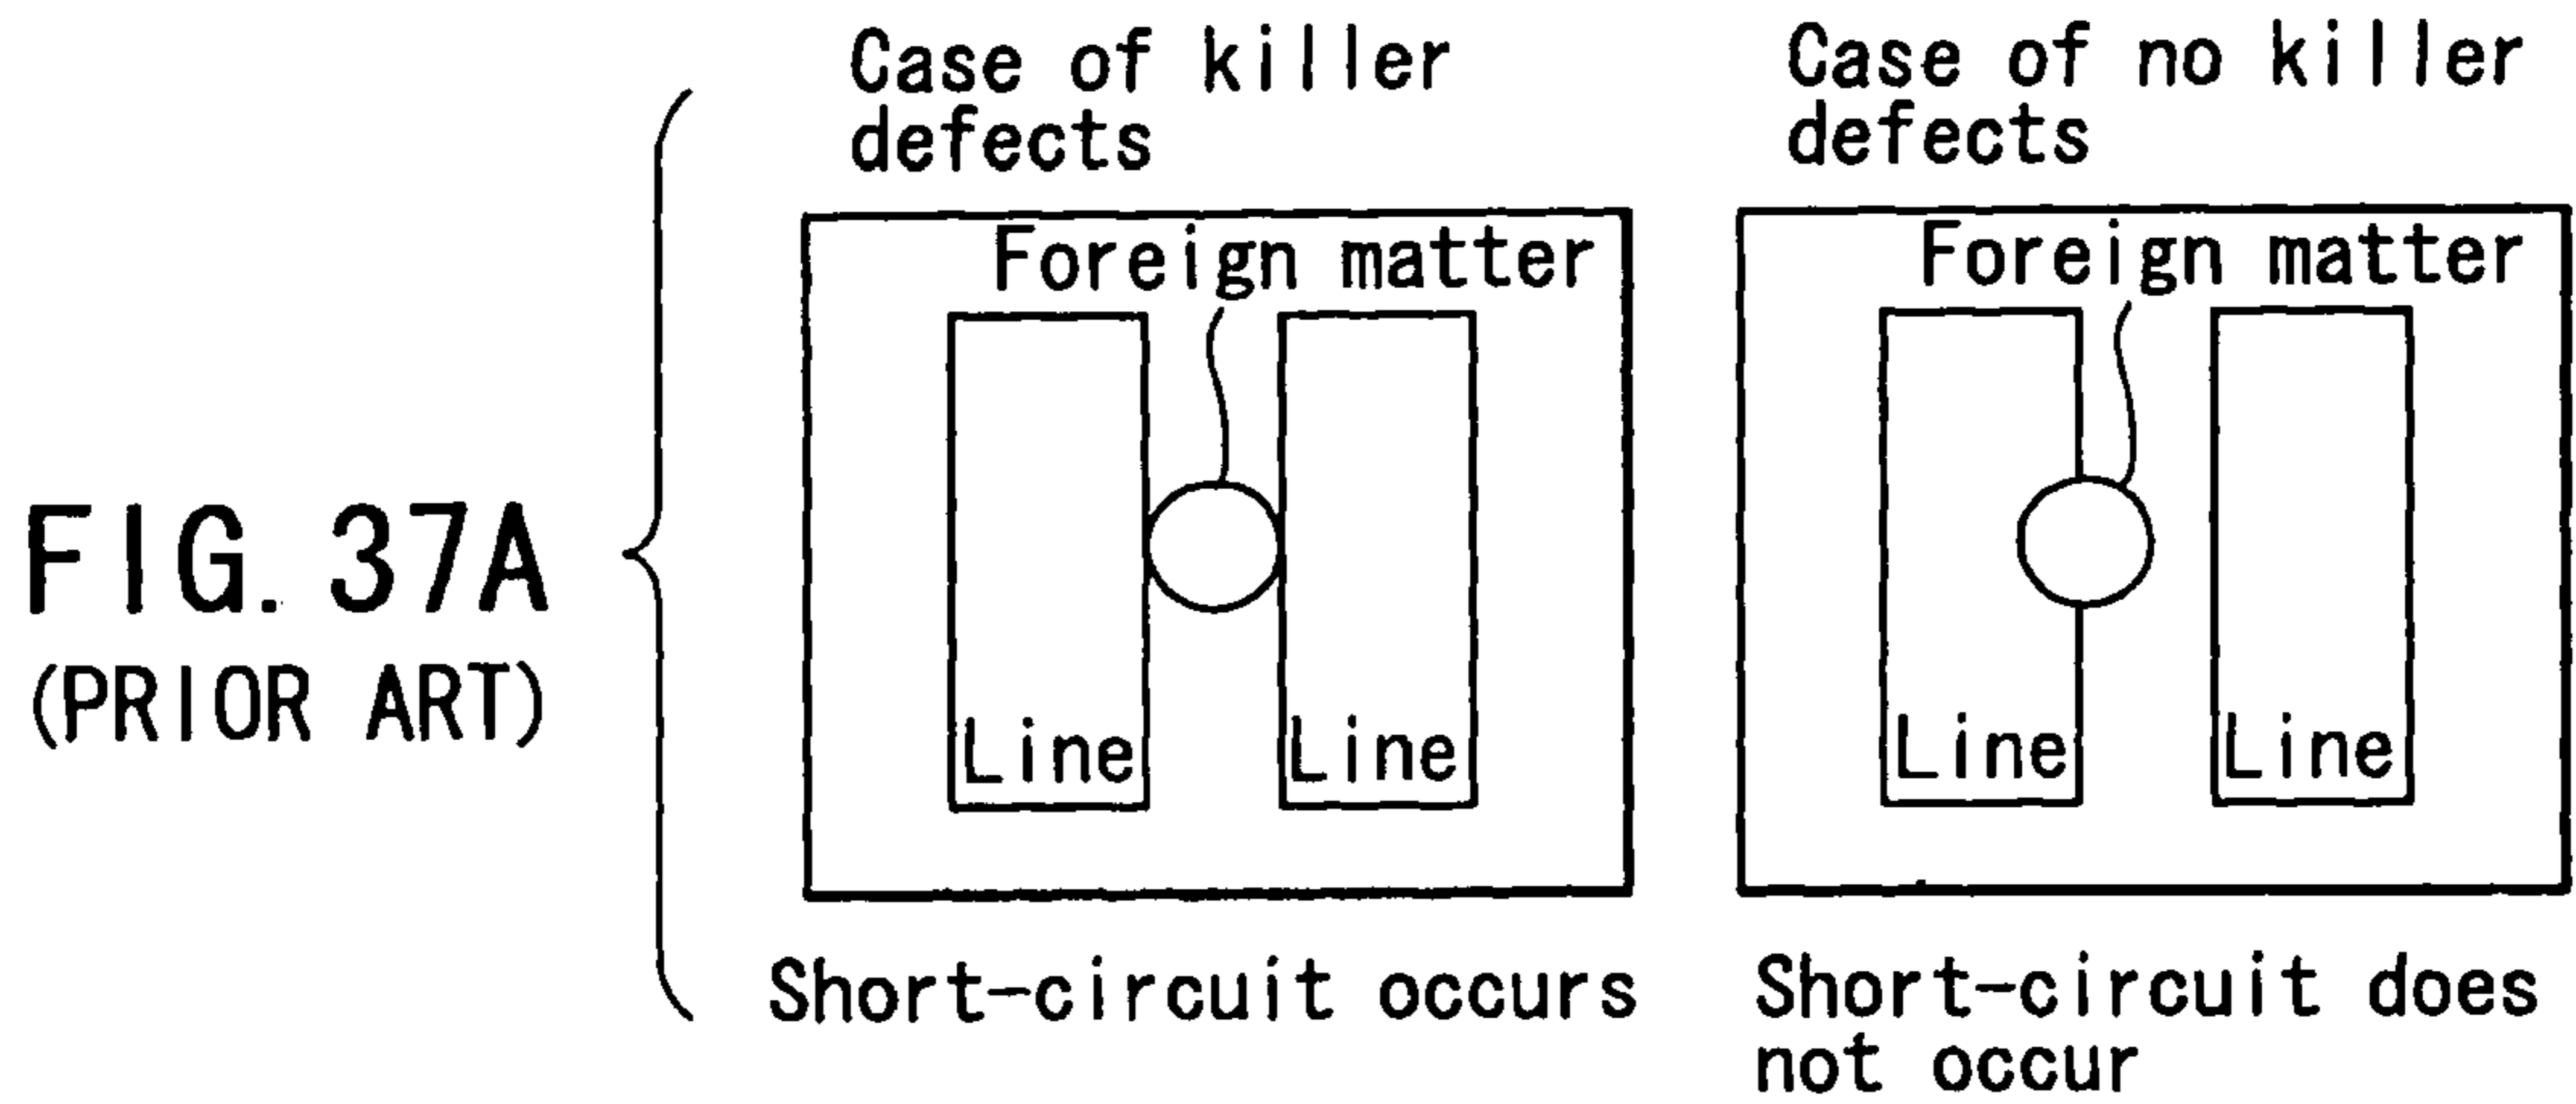 FIG. 37A
(PRIOR ART)
Case of killer
defects
Foreign matter
Line
Line
Short-circuit occurs
Case of no killer
defects
Foreign matter
Line
Line
Short-circuit does
not occur